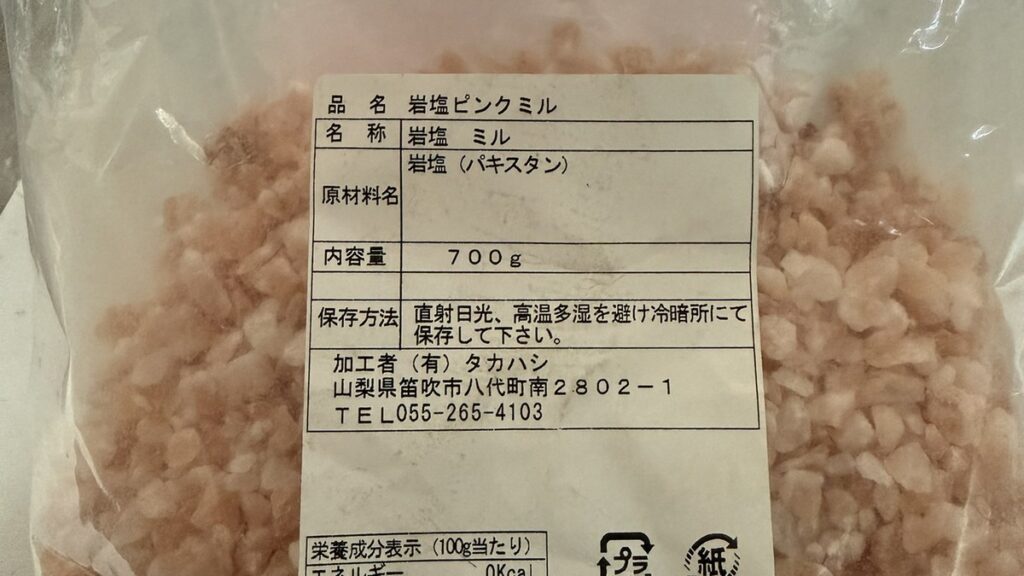 品名 岩塩ピンクミル
名称 岩塩 ミル
原材料名 岩塩（パキスタン）
内容量 ７００ｇ
保存方法 直射日光、高温多湿を避け冷暗所にて
保存して下さい。
加工者（有）タカハシ
山梨県笛吹市八代町南２８０２－１
ＴＥＬ055-265-4103
栄養成分表示（100g当たり）
エネルギー 0Kcal
プラ
紙